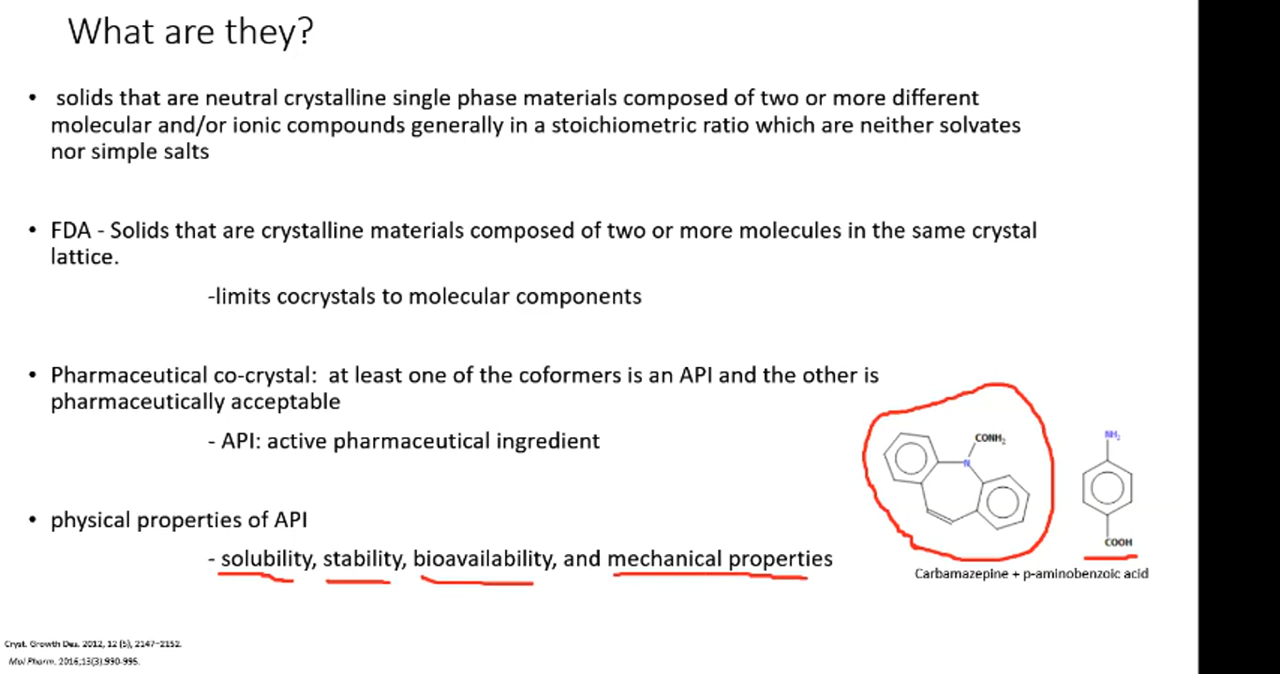 What are they?
• solids that are neutral crystalline single phase materials composed of two or more different
molecular and/or ionic compounds generally in a stoichiometric ratio which are neither solvates
nor simple salts
• FDA - Solids that are crystalline materials composed of two or more molecules in the same crystal
lattice.
-limits cocrystals to molecular components
• Pharmaceutical co-crystal: at least one of the coformers is an API and the other is
pharmaceutically acceptable
- API: active pharmaceutical ingredient
CONH₂
N
NH₂
COOH
• physical properties of API
- solubility, stability, bioavailability, and mechanical properties
Carbamazepine + p-aminobenzoic acid
Cryst. Growth Des. 2012, 12 (5), 2147–2152.
Mol Pharm. 2016;13(3):990-995.